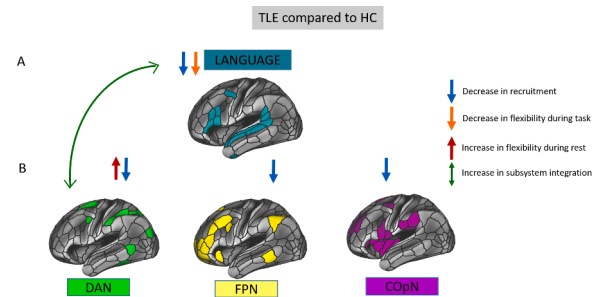 TLE compared to HC
A
LANGUAGE
Decrease in recruitment
Decrease in flexibility during task
Increase in flexibility during rest
Increase in subsystem integration
B
DAN
FPN
COpN